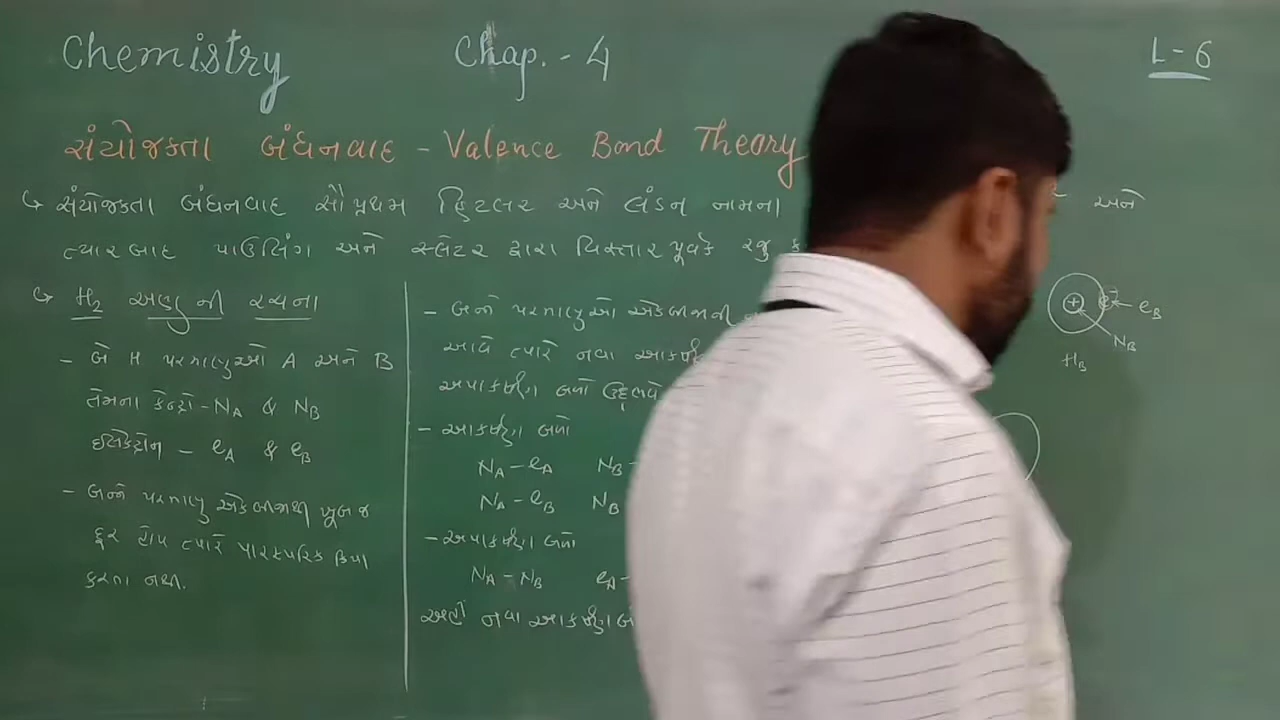 Chemistry Chap. - 4 L - 6
સંયોજકતા બંધનવાદ - Valence Bond Theory
↳ સંયોજકતા બંધનવાદ સૌપ્રથમ હિટલર અને લંડન નામના અને
ત્યારબાદ પાઉલિંગ અને સ્લેટર દ્વારા વિસ્તાર પૂર્વક રજુ
↳ H₂ અણુ ની રચના
- બે H પરમાણુઓ A અને B
તેમના કેન્દ્રો - N_A & N_B
ઇલેક્ટ્રોન - e_A & e_B
- બન્ને પરમાણુ એકબીજાથી ખૂબ જ
દૂર હોય ત્યારે પારસ્પરિક ક્રિયા
કરતા નથી.
- બન્ને પરમાણુઓ એકબીજાની
આવે ત્યારે નવા
અપાકર્ષણ બળો ઉદ્દભવે
- આકર્ષણ બળો
N_A - e_A N_B -
N_A - e_B N_B
- અપાકર્ષણ બળો
N_A - N_B e_A -
અહીં નવા આકર્ષણ
+ e⁻ e_B
N_B
H_B